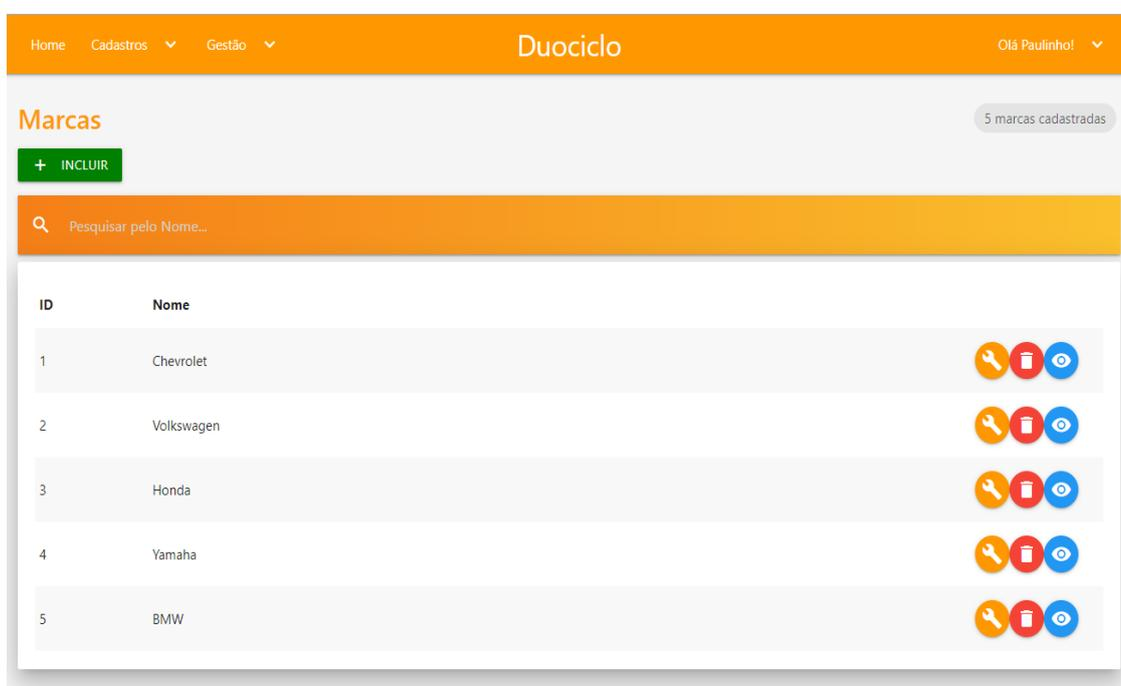 Home Cadastros Gestão Duociclo Olá Paulinho!
Marcas 5 marcas cadastradas
+ INCLUIR
Pesquisar pelo Nome...
ID Nome
1 Chevrolet
2 Volkswagen
3 Honda
4 Yamaha
5 BMW